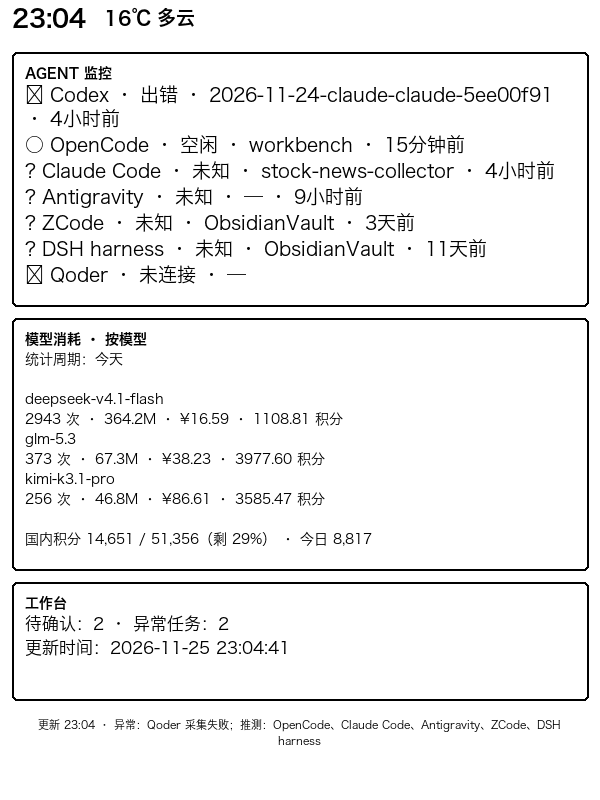 23:04 16℃ 多云
AGENT 监控
☒ Codex · 出错 · 2026-11-24-claude-claude-5ee00f91
· 4小时前
○ OpenCode · 空闲 · workbench · 15分钟前
? Claude Code · 未知 · stock-news-collector · 4小时前
? Antigravity · 未知 · — · 9小时前
? ZCode · 未知 · ObsidianVault · 3天前
? DSH harness · 未知 · ObsidianVault · 11天前
☒ Qoder · 未连接 · —
模型消耗 · 按模型
统计周期：今天
deepseek-v4.1-flash
2943 次 · 364.2M · ¥16.59 · 1108.81 积分
glm-5.3
373 次 · 67.3M · ¥38.23 · 3977.60 积分
kimi-k3.1-pro
256 次 · 46.8M · ¥86.61 · 3585.47 积分
国内积分 14,651 / 51,356（剩 29%） · 今日 8,817
工作台
待确认：2 · 异常任务：2
更新时间：2026-11-25 23:04:41
更新 23:04 · 异常：Qoder 采集失败；推测：OpenCode、Claude Code、Antigravity、ZCode、DSH
harness